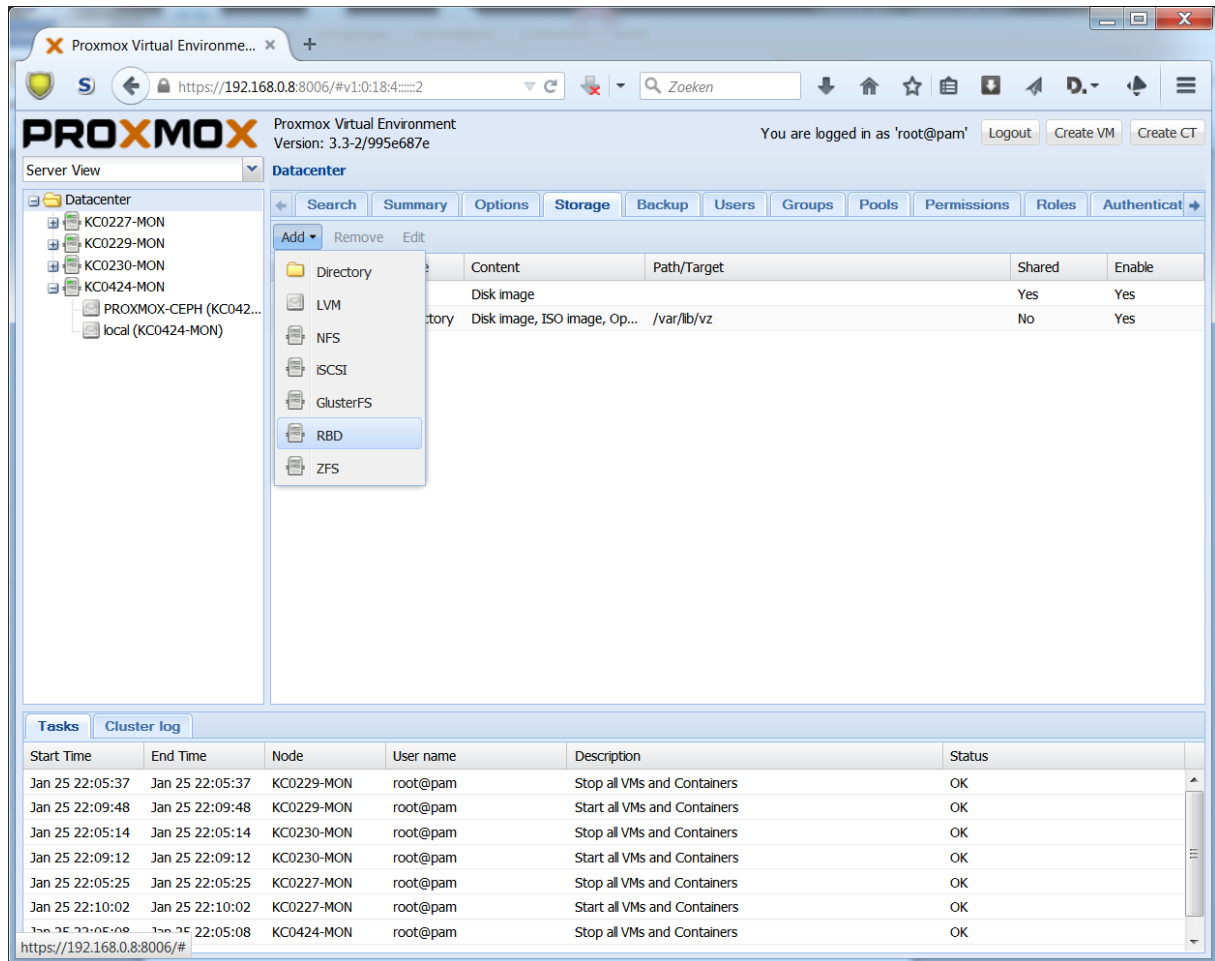 Proxmox Virtual Environme... × +
S https://192.168.0.8:8006/#v1:0:18:4::::::2 Zoeken D.
PROXMOX Proxmox Virtual Environment
Version: 3.3-2/995e687e
You are logged in as 'root@pam' Logout Create VM Create CT
Server View Datacenter
Datacenter
KC0227-MON
KC0229-MON
KC0230-MON
KC0424-MON
PROXMOX-CEPH (KC042...
local (KC0424-MON)
Search Summary Options Storage Backup Users Groups Pools Permissions Roles Authenticat
Add Remove Edit
Content Path/Target Shared Enable
Disk image Yes Yes
ctory Disk image, ISO image, Op... /var/lib/vz No Yes
Directory
LVM
NFS
iSCSI
GlusterFS
RBD
ZFS
Tasks Cluster log
Start Time End Time Node User name Description Status
Jan 25 22:05:37 Jan 25 22:05:37 KC0229-MON root@pam Stop all VMs and Containers OK
Jan 25 22:09:48 Jan 25 22:09:48 KC0229-MON root@pam Start all VMs and Containers OK
Jan 25 22:05:14 Jan 25 22:05:14 KC0230-MON root@pam Stop all VMs and Containers OK
Jan 25 22:09:12 Jan 25 22:09:12 KC0230-MON root@pam Start all VMs and Containers OK
Jan 25 22:05:25 Jan 25 22:05:25 KC0227-MON root@pam Stop all VMs and Containers OK
Jan 25 22:10:02 Jan 25 22:10:02 KC0227-MON root@pam Start all VMs and Containers OK
Jan 25 22:05:08 Jan 25 22:05:08 KC0424-MON root@pam Stop all VMs and Containers OK
https://192.168.0.8:8006/#